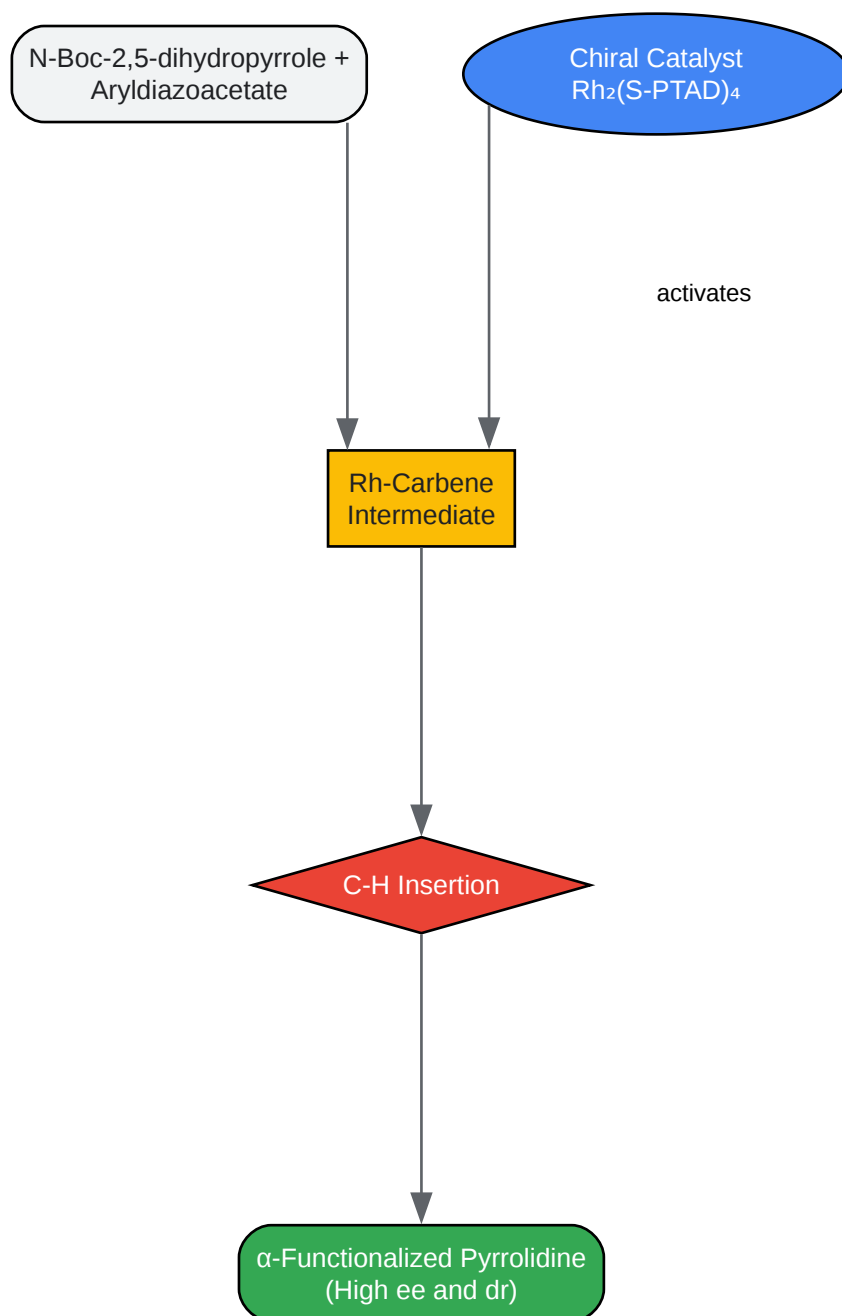 N-Boc-2,5-dihydropyrrole +
Aryldiazoacetate
Chiral Catalyst
Rh₂(S-PTAD)₄
activates
Rh-Carbene
Intermediate
C-H Insertion
α-Functionalized Pyrrolidine
(High ee and dr)